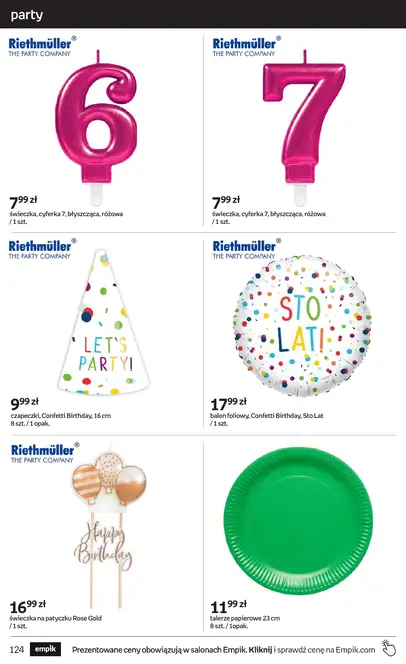 party
Riethmüller®
THE PARTY COMPANY
6
7 99 zł
świeczka, cyferka 7, błyszcząca, różowa
/ 1 szt.
Riethmüller®
THE PARTY COMPANY
7
7 99 zł
świeczka, cyferka 7, błyszcząca, różowa
/ 1 szt.
Riethmüller®
THE PARTY COMPANY
LET'S
PARTY!
9 99 zł
czapeczki, Confetti Birthday, 16 cm
8 szt. / 1 opak.
Riethmüller®
STO
LAT!
17 99 zł
balon foliowy, Confetti Birthday, Sto Lat
/ 1 szt.
Riethmüller®
THE PARTY COMPANY
Happy
Birthday
16 99 zł
świeczka na patyczku Rose Gold
/ 1 szt.
11 99 zł
talerze papierowe 23 cm
8 szt. / 1opak.
124 empik Prezentowane ceny obowiązują w salonach Empik. Kliknij i sprawdź cenę na Empik.com